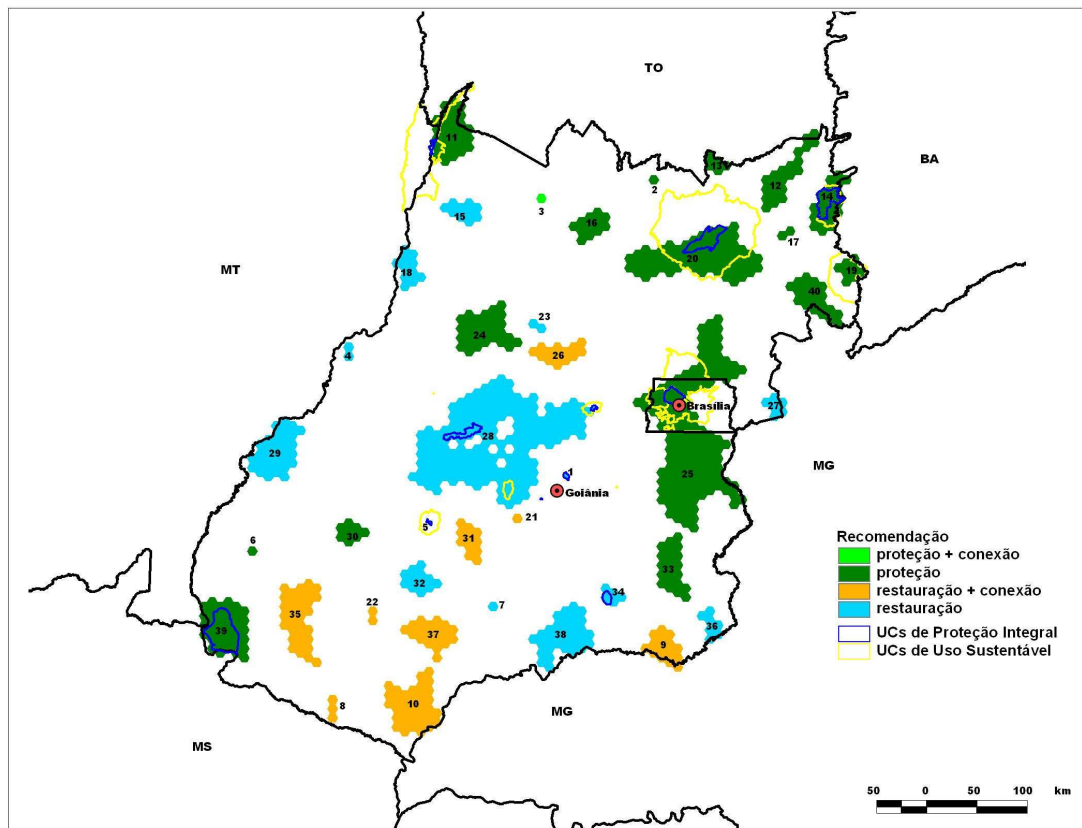 TO
BA
11
13
2
12
14
3
15
16
17
20
19
18
MT
40
23
24
26
4
27
Brasília
28
29
MG
25
1
Goiânia
21
5
31
6
30
Recomendação
proteção + conexão
proteção
restauração + conexão
restauração
UCs de Proteção Integral
UCs de Uso Sustentável
33
32
34
22
7
35
36
39
37
38
9
10
8
MG
MS
50 0 50 100 km